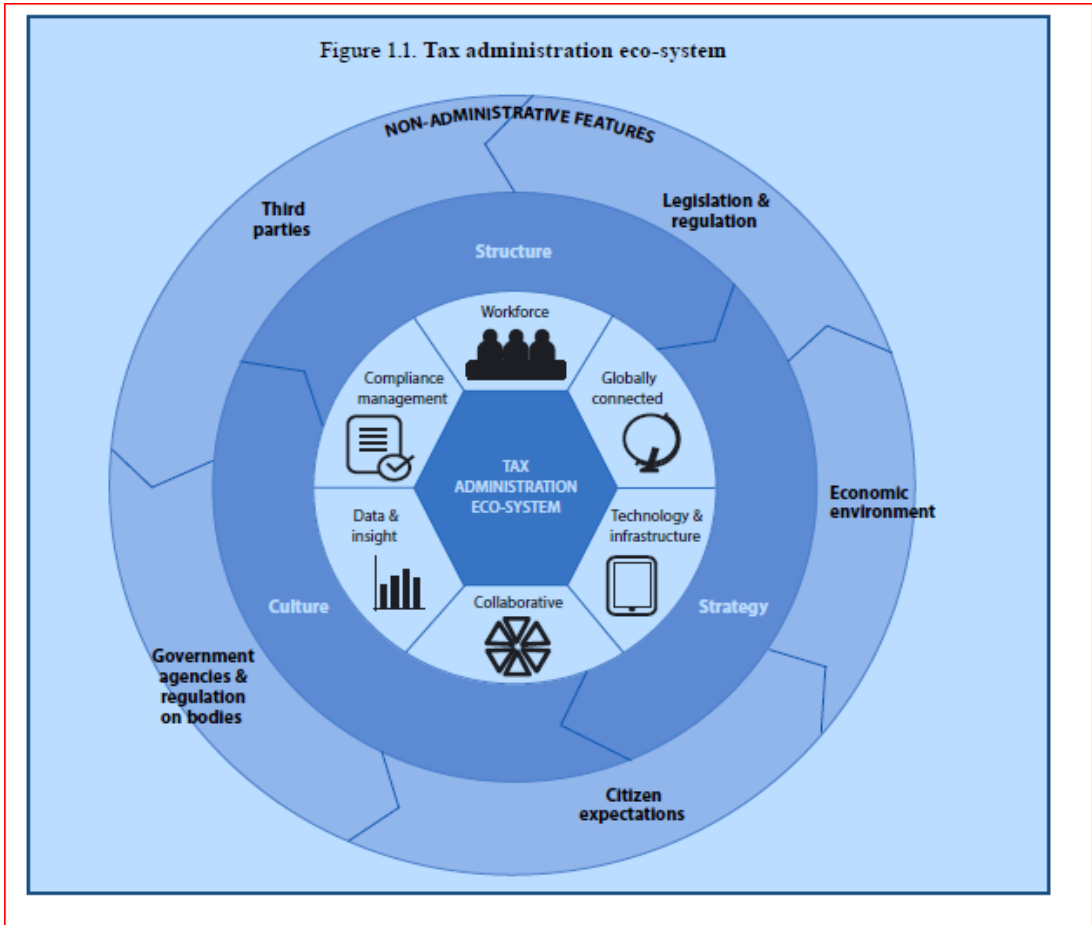 Figure 1.1. Tax administration eco-system
NON-ADMINISTRATIVE FEATURES
Third
parties
Legislation &
regulation
Structure
Workforce
Compliance
management
Globally
connected
TAX
ADMINISTRATION
ECO-SYSTEM
Economic
environment
Data &
insight
Technology &
infrastructure
Collaborative
Culture
Strategy
Government
agencies &
regulation
on bodies
Citizen
expectations